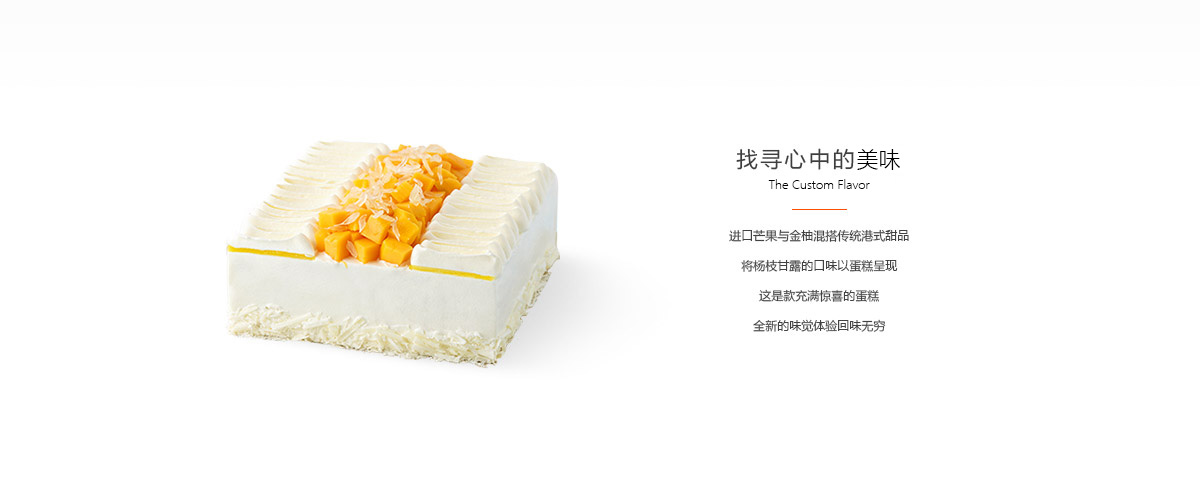 找寻心中的美味
The Custom Flavor
进口芒果与金柚混搭传统港式甜品
将杨枝甘露的口味以蛋糕呈现
这是款充满惊喜的蛋糕
全新的味觉体验回味无穷